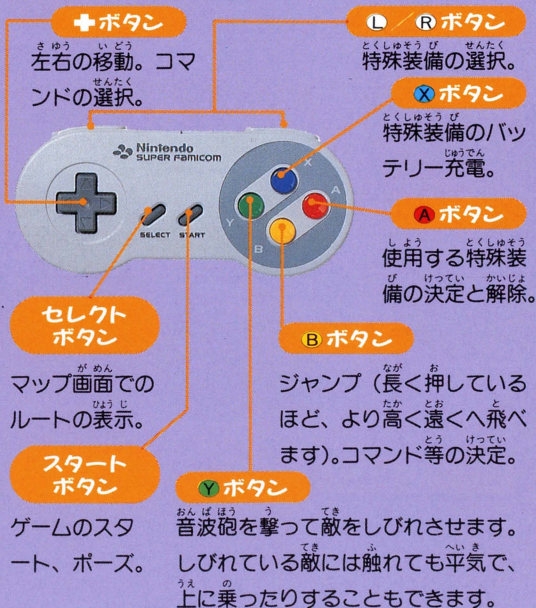 ✚ボタン
左右の移動。コマ
ンドの選択。
L／Rボタン
特殊装備の選択。
Xボタン
特殊装備のバッ
テリー充電。
Aボタン
使用する特殊装
備の決定と解除。
Nintendo
SUPER FAMICOM
X
A
Y
B
SELECT START
セレクト
ボタン
マップ画面での
ルートの表示。
Bボタン
ジャンプ（長く押している
ほど、より高く遠くへ飛べ
ます）。コマンド等の決定。
スタート
ボタン
ゲームのスタ
ート、ポーズ。
Yボタン
音波砲を撃って敵をしびれさせます。
しびれている敵には触れても平気で、
上に乗ったりすることもできます。